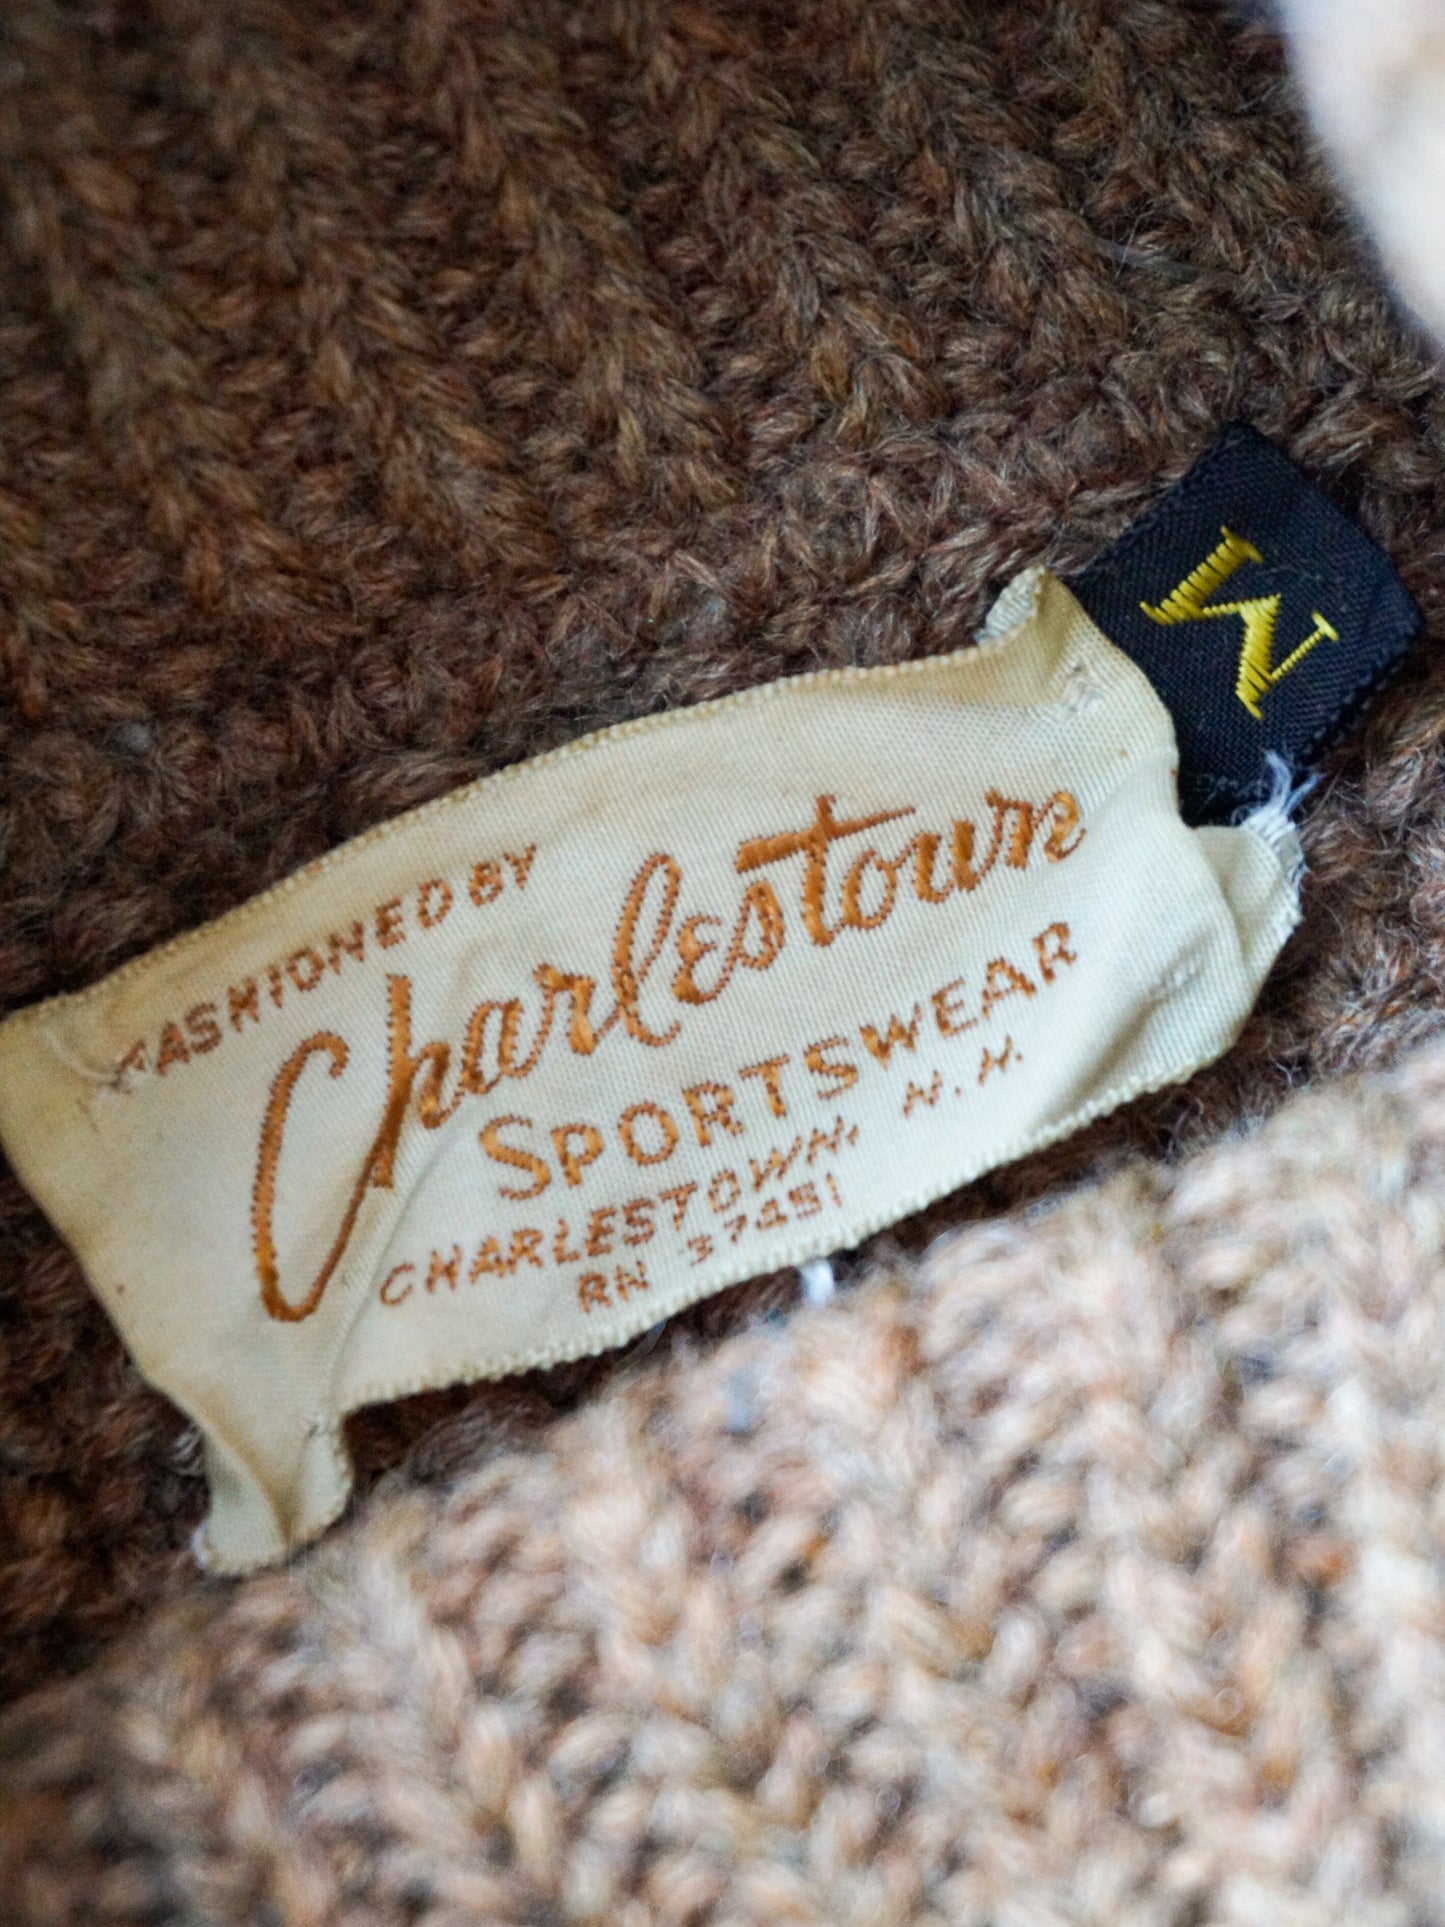 FASHIONED BY
Charlestown
SPORTSWEAR
CHARLESTOWN, N.H.
RN 37451
M